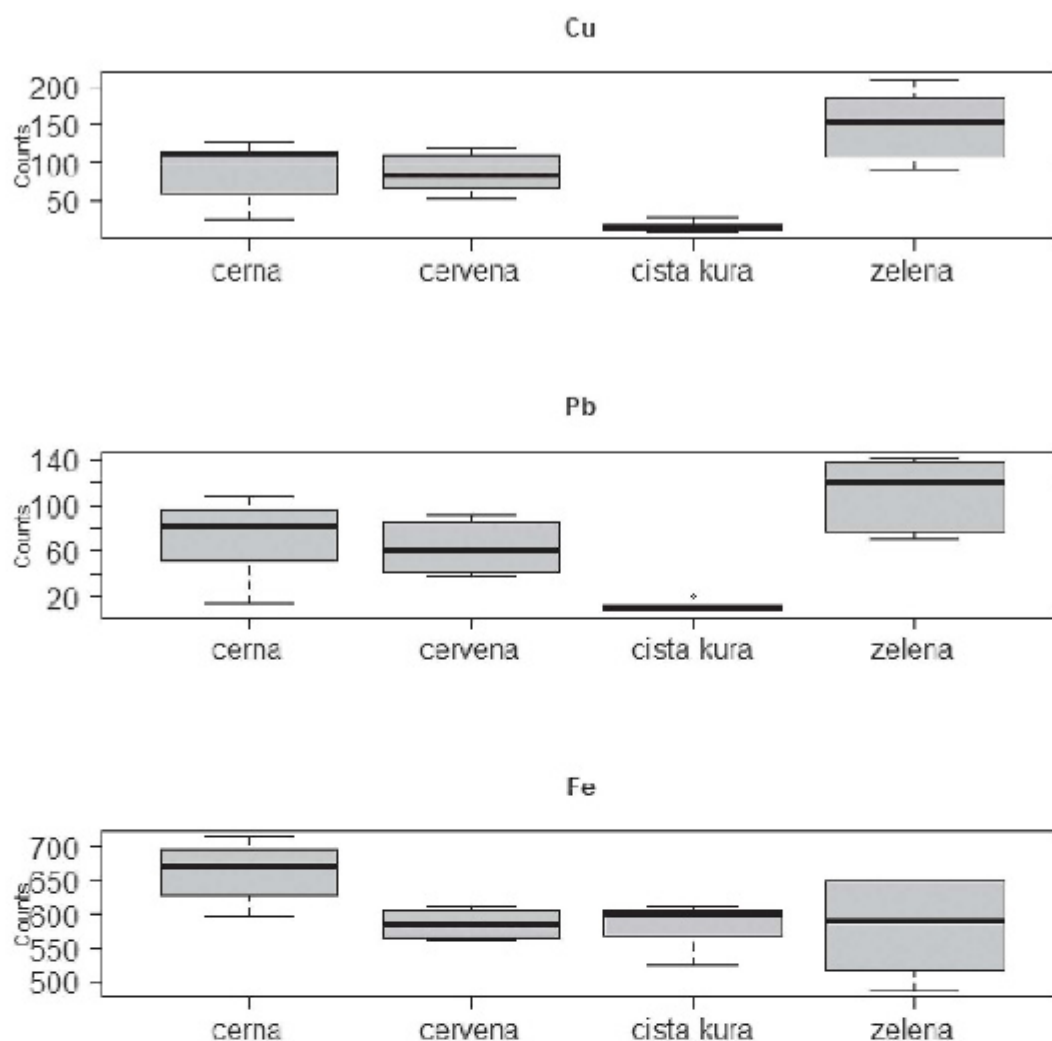 Cu
Counts
200
150
100
50
cerna cervena cista kura zelena
Pb
Counts
140
100
60
20
cerna cervena cista kura zelena
Fe
Counts
700
650
600
550
500
cerna cervena cista kura zelena